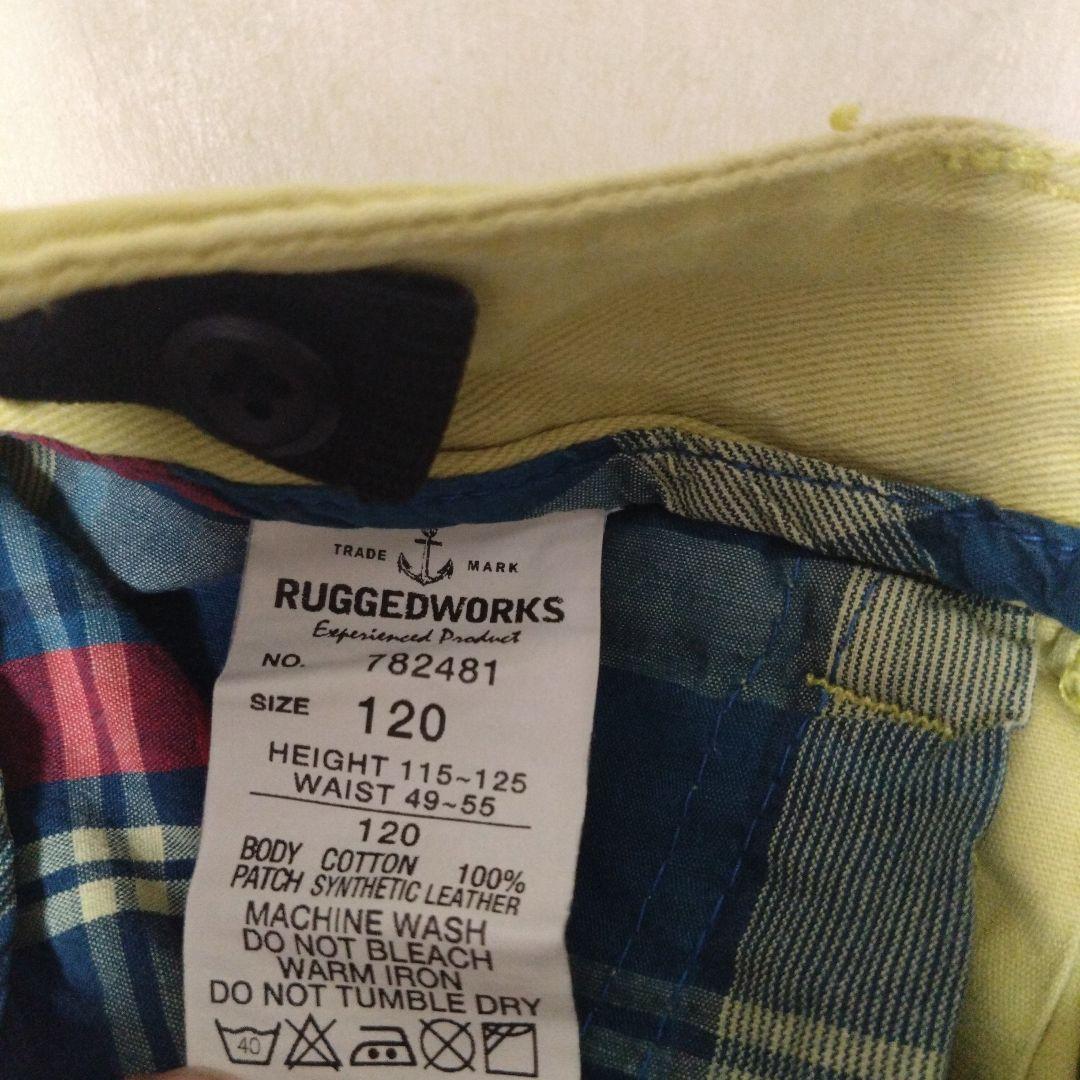 TRADE MARK
RUGGEDWORKS
Experienced Product
NO. 782481
SIZE 120
HEIGHT 115~125
WAIST 49~55
120
BODY COTTON 100%
PATCH SYNTHETIC LEATHER
MACHINE WASH
DO NOT BLEACH
WARM IRON
DO NOT TUMBLE DRY
40